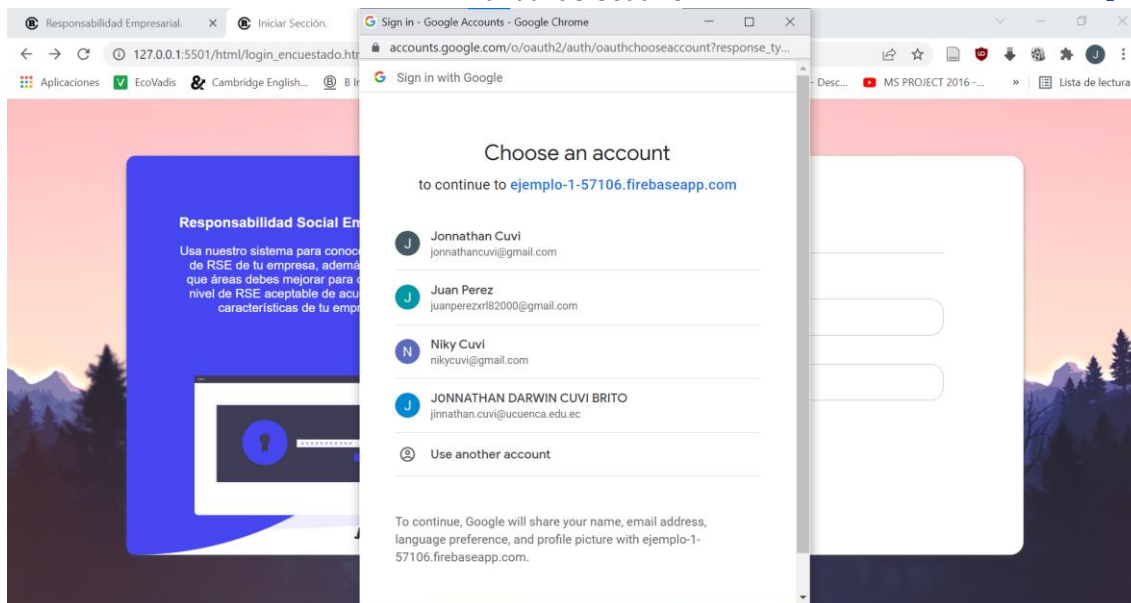 Responsabilidad Empresarial.
Iniciar Sección.
Sign in - Google Accounts - Google Chrome
127.0.0.1:5501/html/login_encuestado.htm
accounts.google.com/o/oauth2/auth/oauthchooseaccount?response_ty...
J
Aplicaciones
EcoVadis
Cambridge English...
B
- Desc...
MS PROJECT 2016 -...
»
Lista de lectura
G Sign in with Google
Choose an account
to continue to ejemplo-1-57106.firebaseapp.com
Responsabilidad Social Em
Usa nuestro sistema para conoc
de RSE de tu empresa, ademá
que áreas debes mejorar para
nivel de RSE aceptable de acu
características de tu empr
J
Jonnathan Cuvi
jonnathancuvi@gmail.com
J
Juan Perez
juanperezxrl82000@gmail.com
N
Niky Cuvi
nikycuvi@gmail.com
J
JONNATHAN DARWIN CUVI BRITO
jinnathan.cuvi@ucuenca.edu.ec
Use another account
To continue, Google will share your name, email address,
language preference, and profile picture with ejemplo-1-
57106.firebaseapp.com.